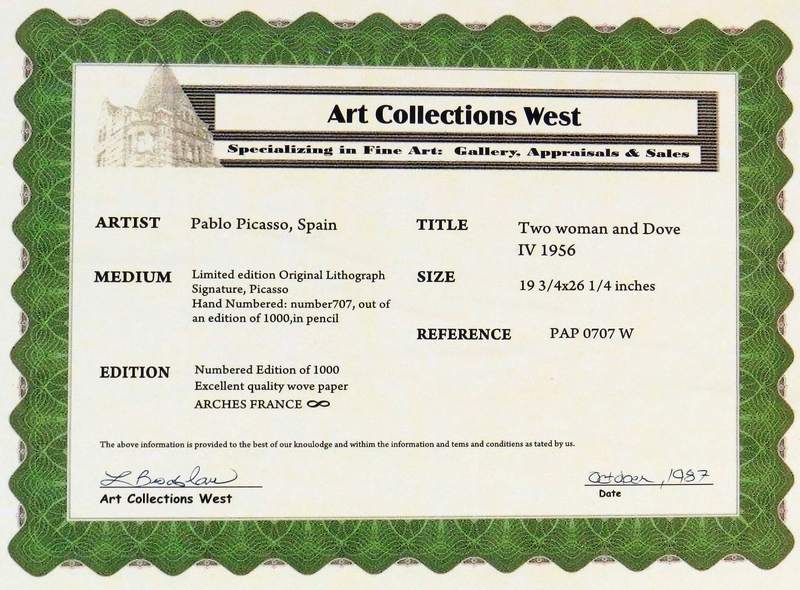 Art Collections West
Specializing in Fine Art: Gallery, Appraisals & Sales
ARTIST Pablo Picasso, Spain
TITLE Two woman and Dove
IV 1956
MEDIUM Limited edition Original Lithograph
Signature, Picasso
Hand Numbered: number707, out of
an edition of 1000,in pencil
SIZE 19 3/4x26 1/4 inches
REFERENCE PAP 0707 W
EDITION Numbered Edition of 1000
Excellent quality wove paper
ARCHES FRANCE ∞
The above information is provided to the best of our knoulodge and withim the information and tems and conditiens as tated by us.
Art Collections West
October, 1987
Date